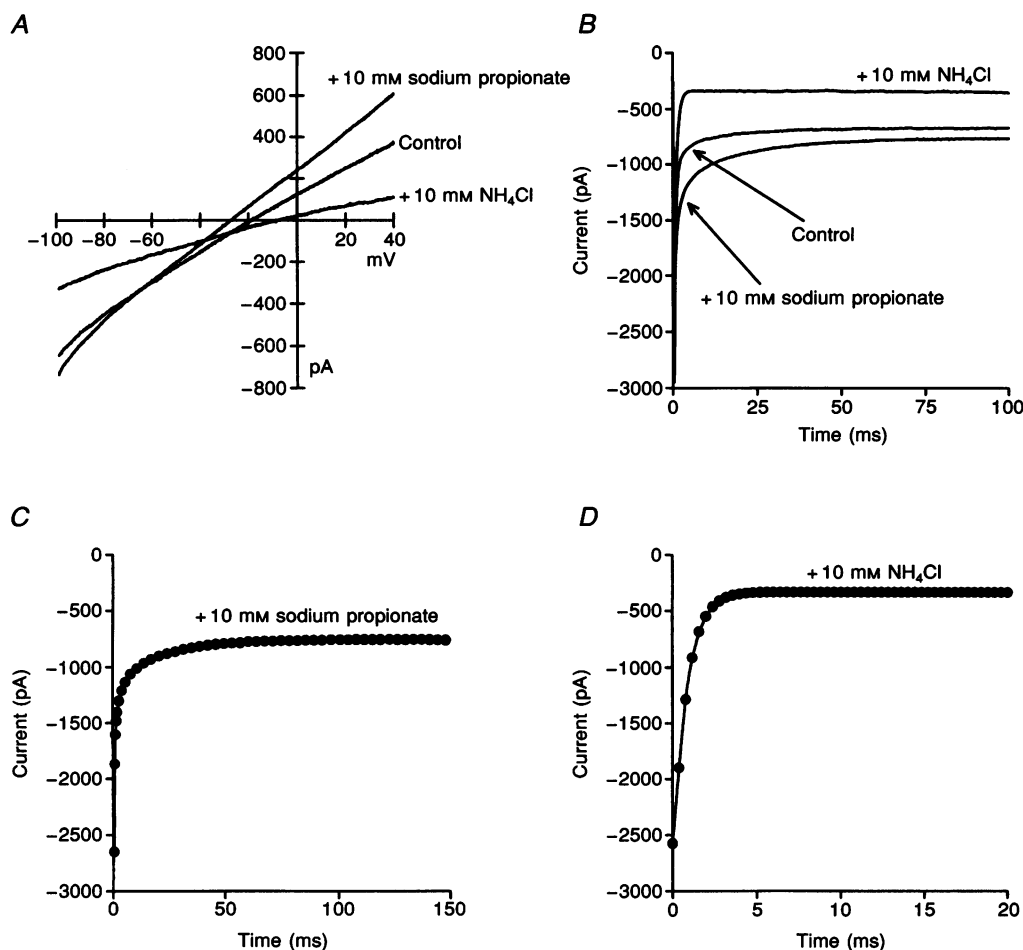 A
800
600
400
−200
−400
−600
−800
−100
−80
−60
20
40
mV
pA
+10 mM sodium propionate
Control
+10 mM NH₄Cl
B
0
−500
−1000
−1500
−2000
−2500
−3000
Current (pA)
0
25
50
75
100
Time (ms)
+10 mM NH₄Cl
Control
+10 mM sodium propionate
C
0
−500
−1000
−1500
−2000
−2500
−3000
Current (pA)
0
50
100
150
Time (ms)
+10 mM sodium propionate
D
0
−500
−1000
−1500
−2000
−2500
−3000
Current (pA)
0
5
10
15
20
Time (ms)
+10 mM NH₄Cl